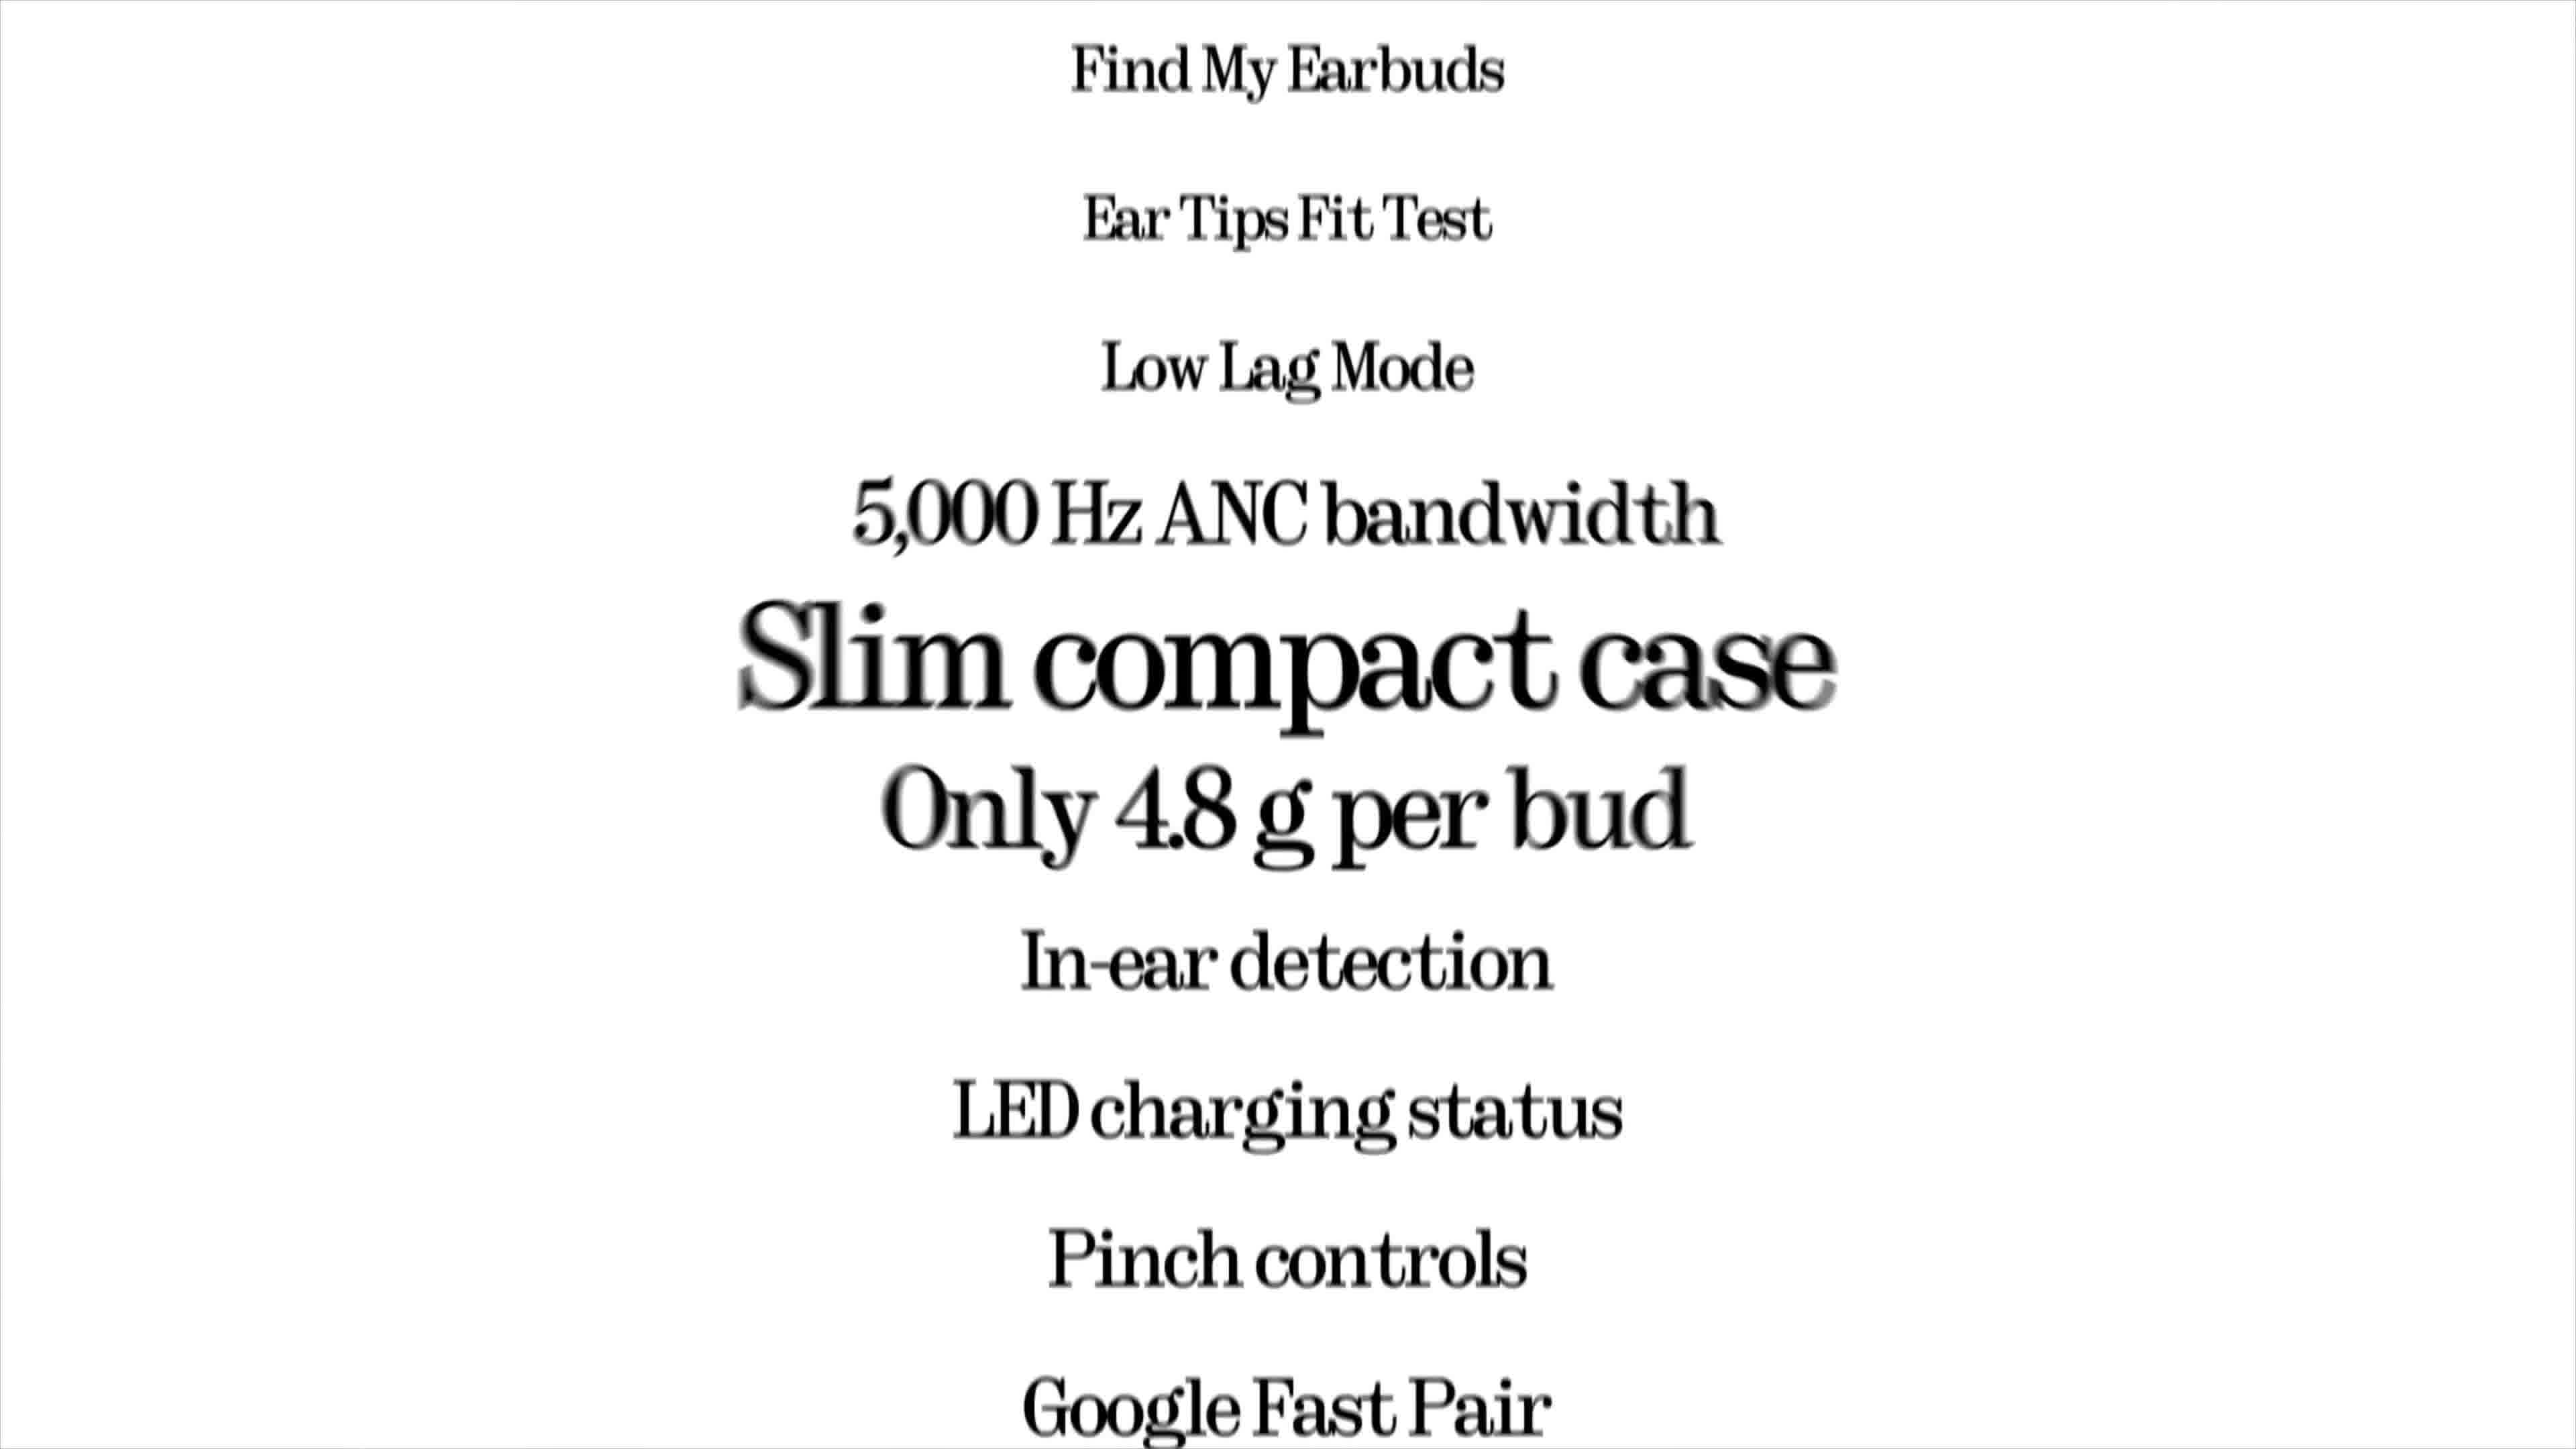 Find My Earbuds
Ear Tips Fit Test
Low Lag Mode
5,000 Hz ANC bandwidth
Slim compact case
Only 4.8 g per bud
In-ear detection
LED charging status
Pinch controls
Google Fast Pair